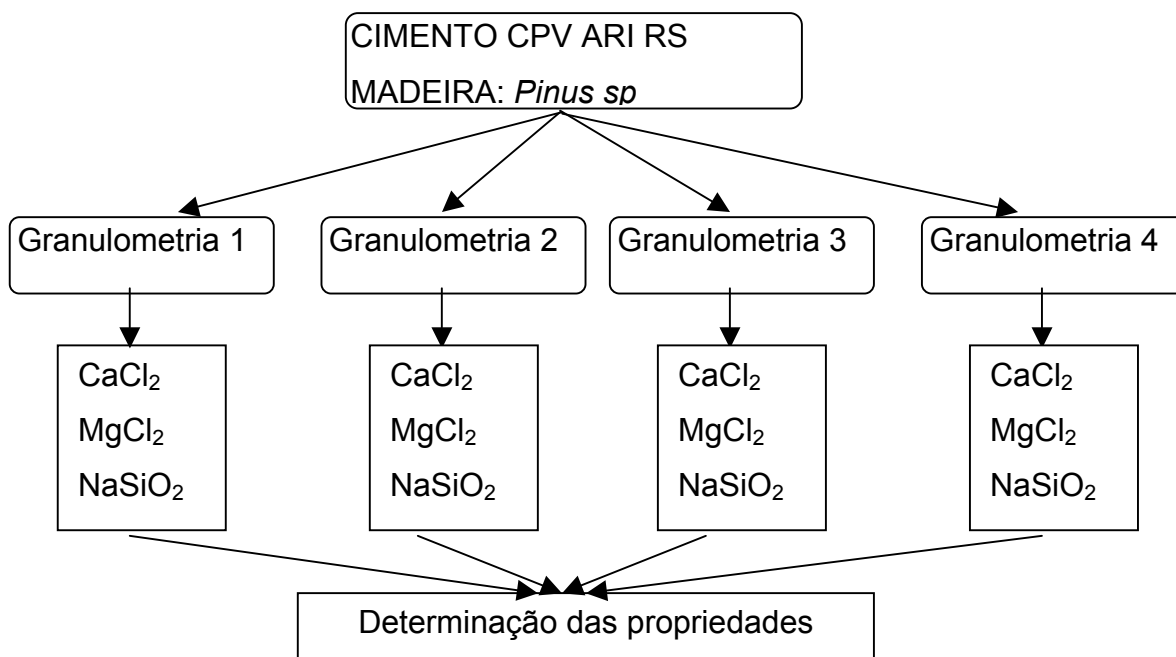 CIMENTO CPV ARI RS
MADEIRA: Pinus sp
Granulometria 1
Granulometria 2
Granulometria 3
Granulometria 4
CaCl₂
MgCl₂
NaSiO₂
CaCl₂
MgCl₂
NaSiO₂
CaCl₂
MgCl₂
NaSiO₂
CaCl₂
MgCl₂
NaSiO₂
Determinação das propriedades